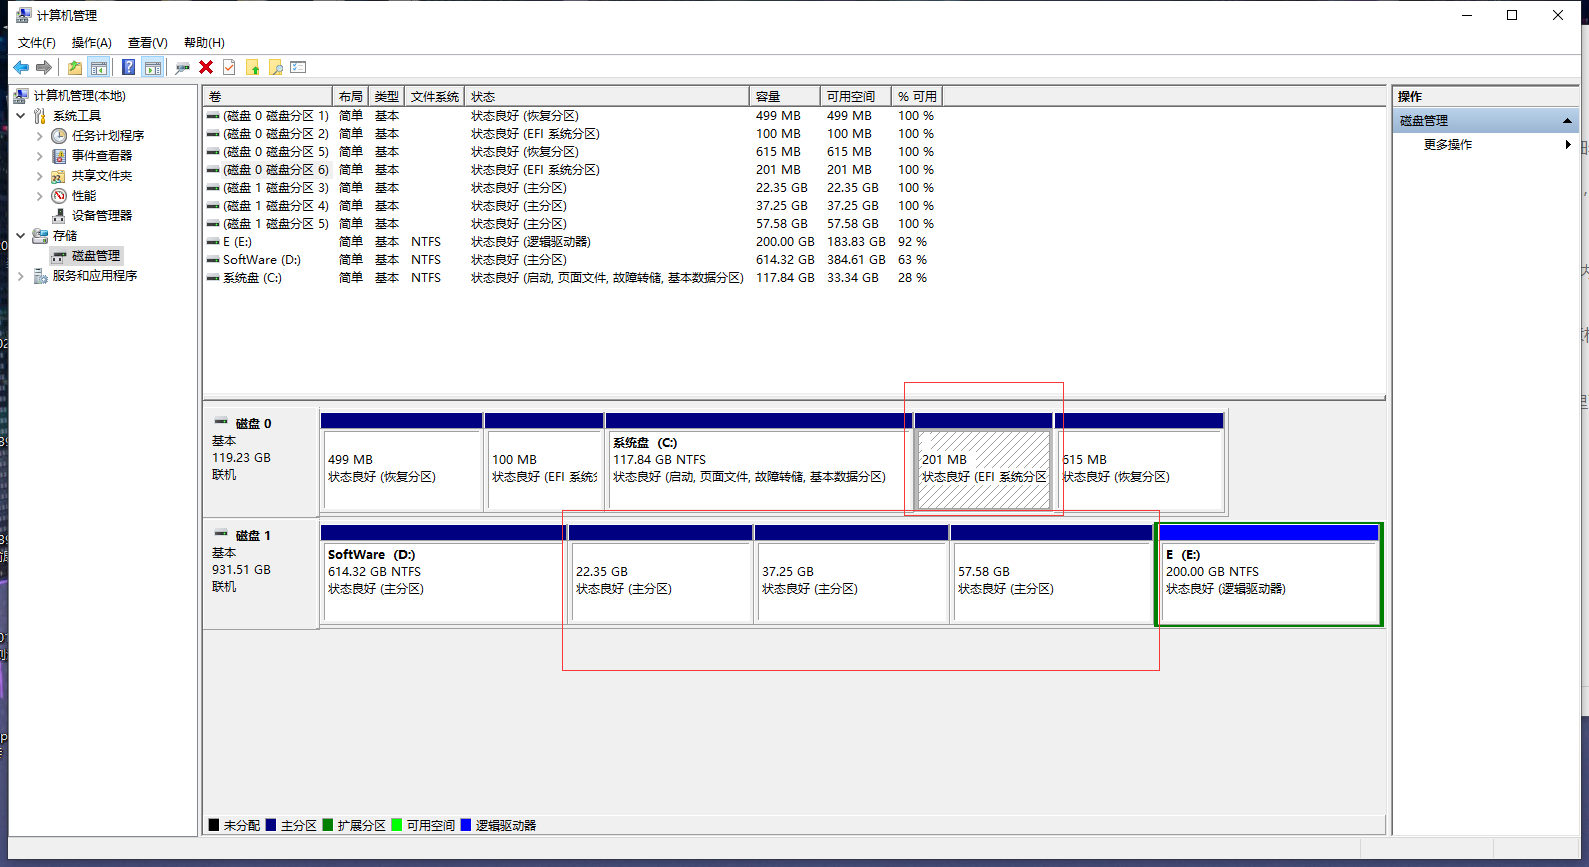 计算机管理
文件(F) 操作(A) 查看(V) 帮助(H)
计算机管理(本地)
系统工具
任务计划程序
事件查看器
共享文件夹
性能
设备管理器
存储
磁盘管理
服务和应用程序
卷 布局 类型 文件系统 状态 容量 可用空间 % 可用
(磁盘 0 磁盘分区 1) 简单 基本 状态良好 (恢复分区) 499 MB 499 MB 100 %
(磁盘 0 磁盘分区 2) 简单 基本 状态良好 (EFI 系统分区) 100 MB 100 MB 100 %
(磁盘 0 磁盘分区 5) 简单 基本 状态良好 (恢复分区) 615 MB 615 MB 100 %
(磁盘 0 磁盘分区 6) 简单 基本 状态良好 (EFI 系统分区) 201 MB 201 MB 100 %
(磁盘 1 磁盘分区 3) 简单 基本 状态良好 (主分区) 22.35 GB 22.35 GB 100 %
(磁盘 1 磁盘分区 4) 简单 基本 状态良好 (主分区) 37.25 GB 37.25 GB 100 %
(磁盘 1 磁盘分区 5) 简单 基本 状态良好 (主分区) 57.58 GB 57.58 GB 100 %
E (E:) 简单 基本 NTFS 状态良好 (逻辑驱动器) 200.00 GB 183.83 GB 92 %
SoftWare (D:) 简单 基本 NTFS 状态良好 (主分区) 614.32 GB 384.61 GB 63 %
系统盘 (C:) 简单 基本 NTFS 状态良好 (启动, 页面文件, 故障转储, 基本数据分区) 117.84 GB 33.34 GB 28 %
磁盘 0
基本
119.23 GB
联机
499 MB
状态良好 (恢复分区)
100 MB
状态良好 (EFI 系统
系统盘 (C:)
117.84 GB NTFS
状态良好 (启动, 页面文件, 故障转储, 基本数据分区)
201 MB
状态良好 (EFI 系统分区
615 MB
状态良好 (恢复分区)
磁盘 1
基本
931.51 GB
联机
SoftWare (D:)
614.32 GB NTFS
状态良好 (主分区)
22.35 GB
状态良好 (主分区)
37.25 GB
状态良好 (主分区)
57.58 GB
状态良好 (主分区)
E (E:)
200.00 GB NTFS
状态良好 (逻辑驱动器)
未分配 主分区 扩展分区 可用空间 逻辑驱动器
操作
磁盘管理
更多操作